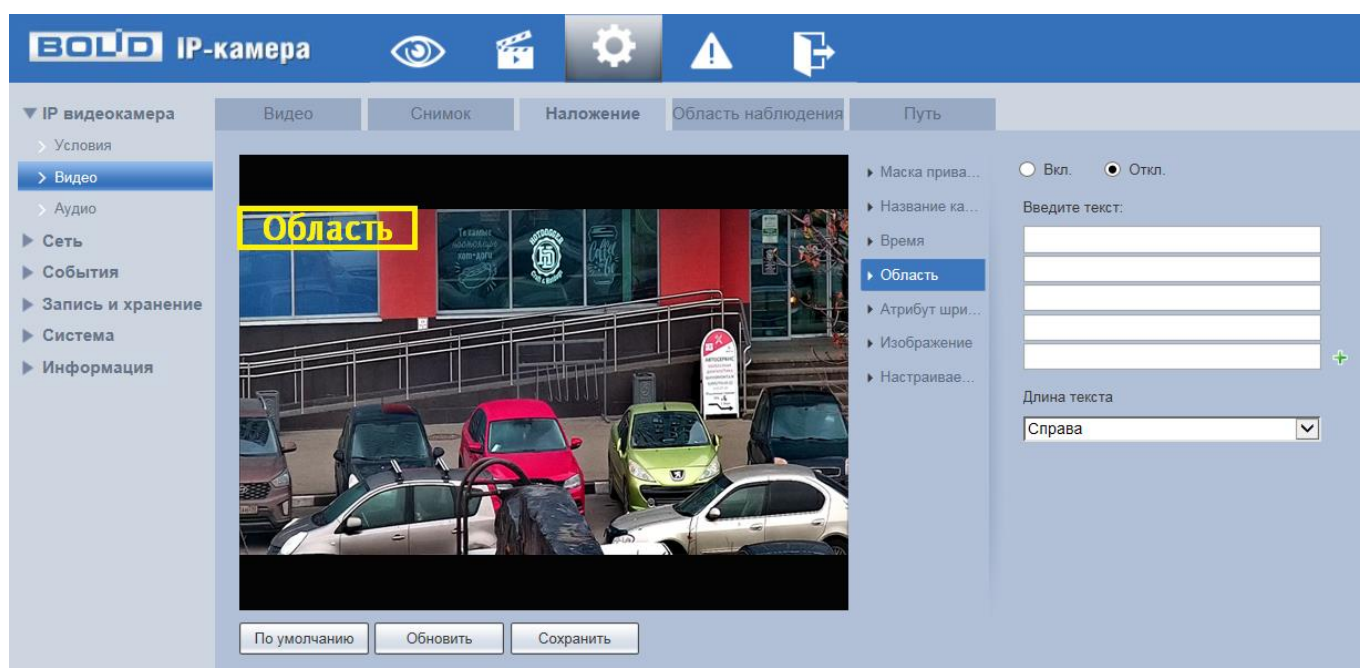 BOLID IP-камера
IP видеокамера
Условия
Видео
Аудио
Сеть
События
Запись и хранение
Система
Информация
Видео
Снимок
Наложение
Область наблюдения
Путь
Область
HOTDOGGER
АВТОСЕРВИС
Маска прива...
Название ка...
Время
Область
Атрибут шри...
Изображение
Настраивае...
Вкл.
Откл.
Введите текст:
Длина текста
Справа
По умолчанию
Обновить
Сохранить